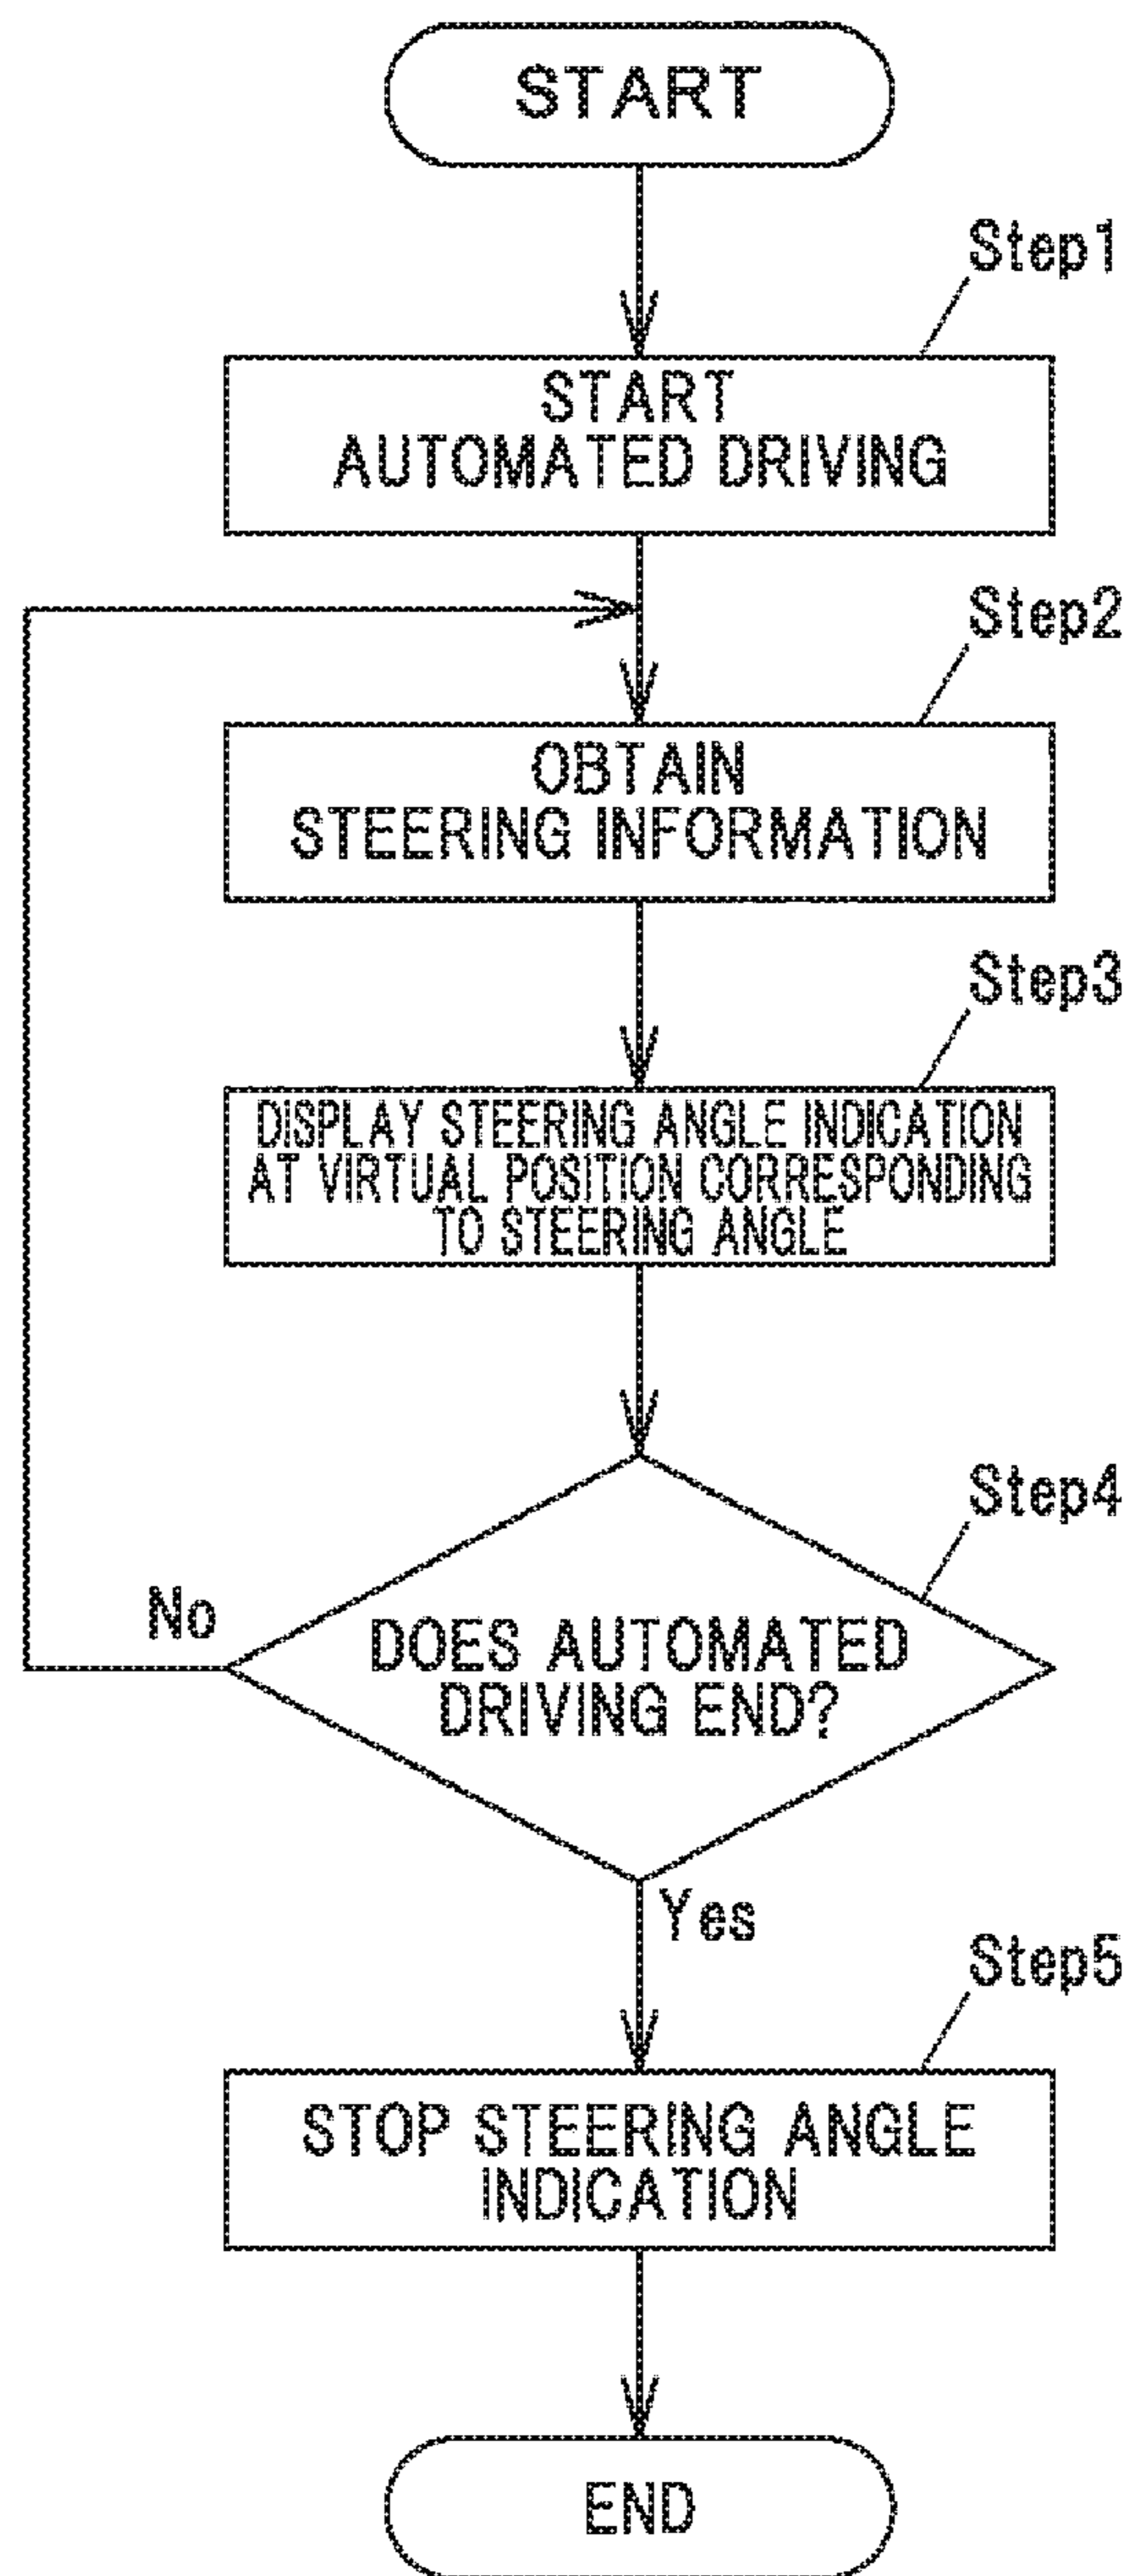 START
Step1
START
AUTOMATED DRIVING
Step2
OBTAIN
STEERING INFORMATION
Step3
DISPLAY STEERING ANGLE INDICATION
AT VIRTUAL POSITION CORRESPONDING
TO STEERING ANGLE
Step4
No
DOES AUTOMATED
DRIVING END?
Yes
Step5
STOP STEERING ANGLE
INDICATION
END